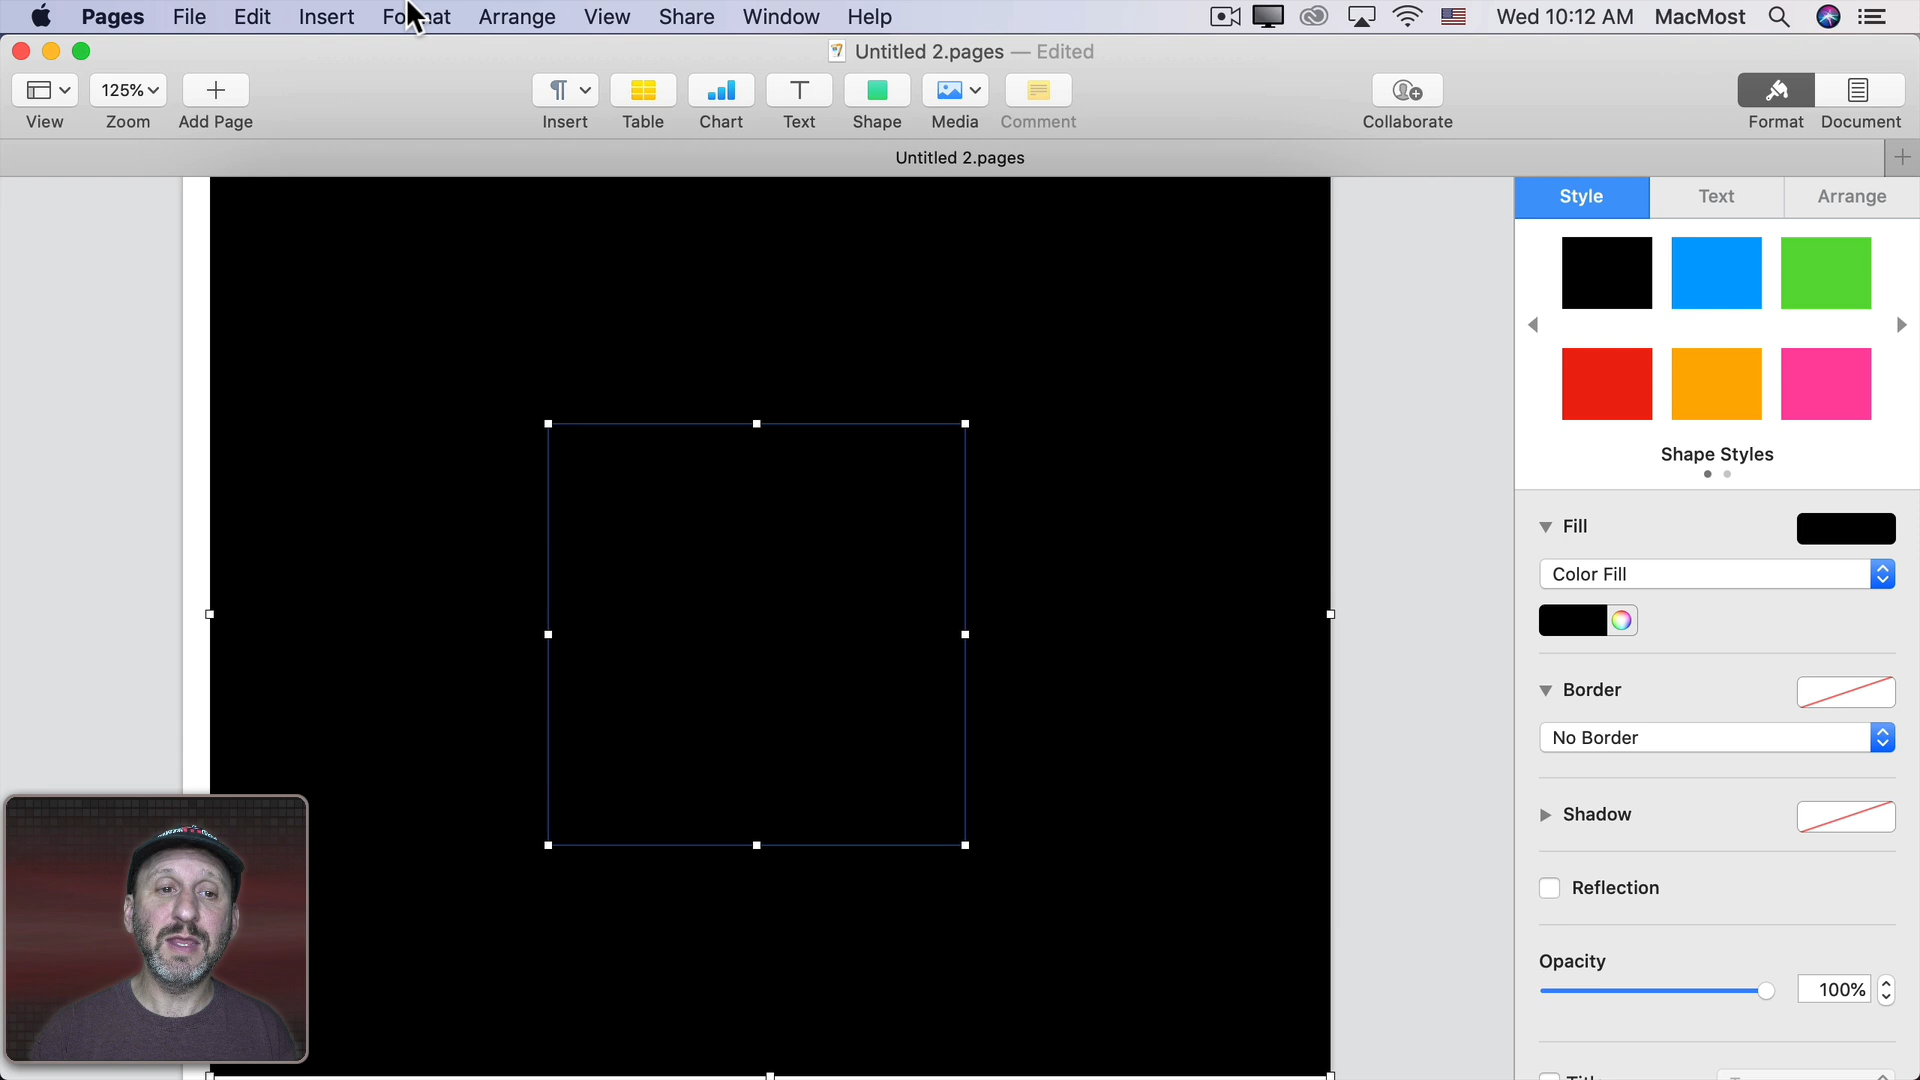 Pages File Edit Insert Format Arrange View Share Window Help Wed 10:12 AM MacMost
Untitled 2.pages — Edited
125%
View Zoom Add Page Insert Table Chart Text Shape Media Comment Collaborate Format Document
Untitled 2.pages
Style Text Arrange
Shape Styles
Fill
Color Fill
Border
No Border
Shadow
Reflection
Opacity
100%